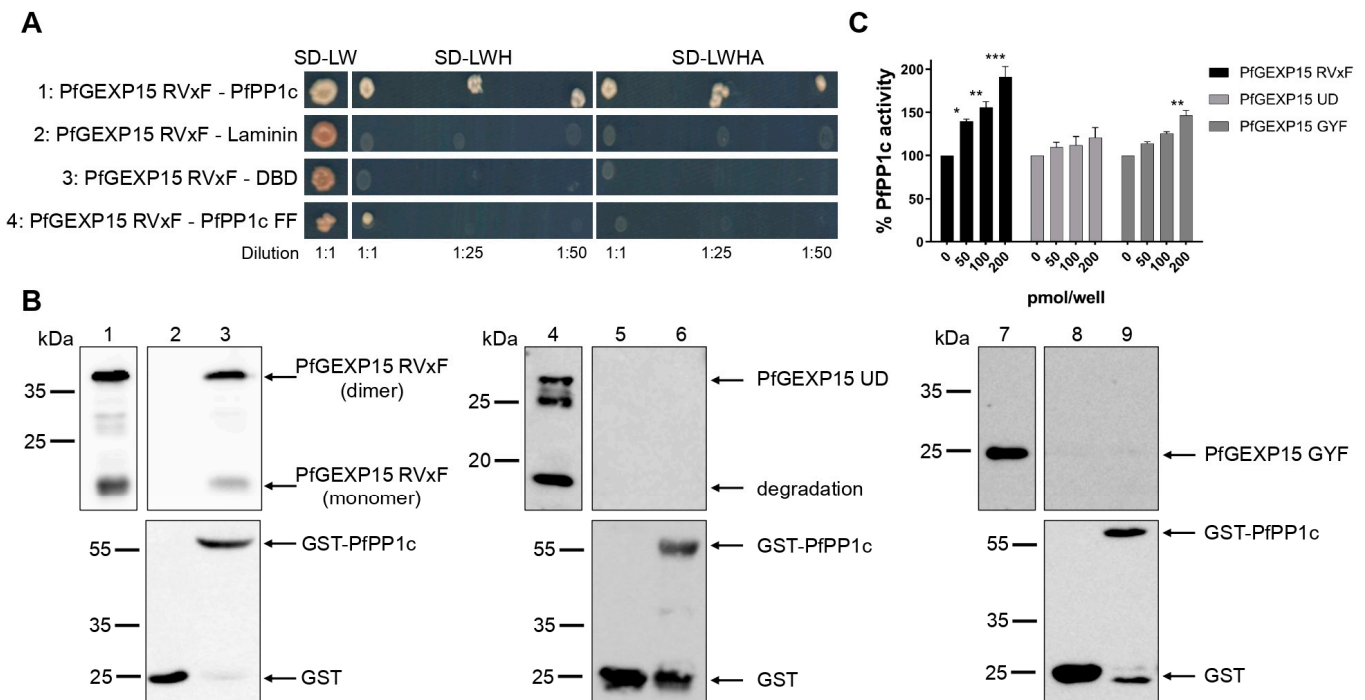 A
SD-LW SD-LWH SD-LWHA
1: PfGEXP15 RVxF - PfPP1c
2: PfGEXP15 RVxF - Laminin
3: PfGEXP15 RVxF - DBD
4: PfGEXP15 RVxF - PfPP1c FF
Dilution 1:1 1:1 1:25 1:50 1:1 1:25 1:50
C
% PfPP1c activity
200
150
100
50
0
* ** *** **
0 50 100 200 0 50 100 200 0 50 100 200
pmol/well
PfGEXP15 RVxF
PfGEXP15 UD
PfGEXP15 GYF
B
kDa 1 2 3
35
25
PfGEXP15 RVxF
(dimer)
PfGEXP15 RVxF
(monomer)
55
35
25
GST-PfPP1c
GST
kDa 4 5 6
25
20
PfGEXP15 UD
degradation
55
35
25
GST-PfPP1c
GST
kDa 7 8 9
35
25
PfGEXP15 GYF
55
35
25
GST-PfPP1c
GST